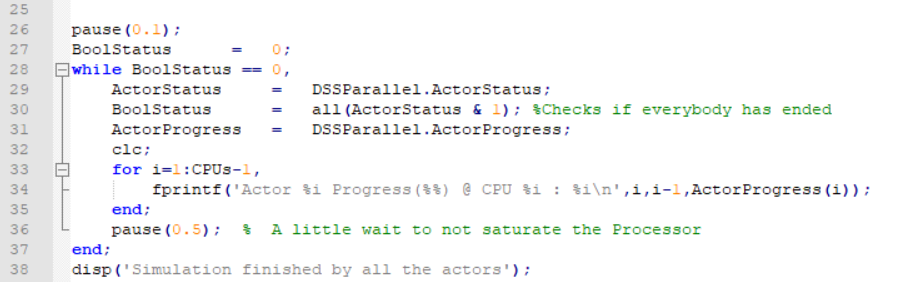 25
26 pause(0.1);
27 BoolStatus = 0;
28 while BoolStatus == 0,
29 ActorStatus = DSSParallel.ActorStatus;
30 BoolStatus = all(ActorStatus & 1); %Checks if everybody has ended
31 ActorProgress = DSSParallel.ActorProgress;
32 clc;
33 for i=1:CPUs-1,
34 fprintf('Actor %i Progress(%%) @ CPU %i : %i\n',i,i-1,ActorProgress(i));
35 end;
36 pause(0.5); % A little wait to not saturate the Processor
37 end;
38 disp('Simulation finished by all the actors');